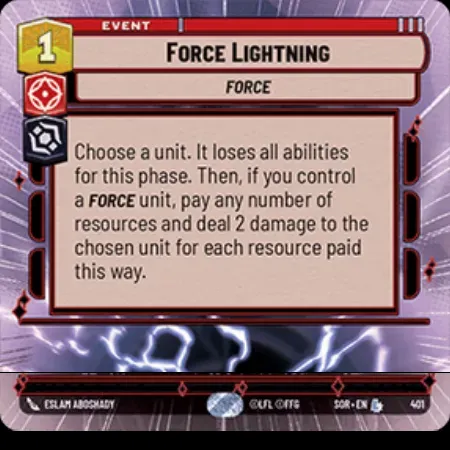 EVENT
1
FORCE LIGHTNING
FORCE
Choose a unit. It loses all abilities
for this phase. Then, if you control
a FORCE unit, pay any number of
resources and deal 2 damage to the
chosen unit for each resource paid
this way.
ESLAM ABOSHADY
©LFL ©FFG
SOR • EN
401